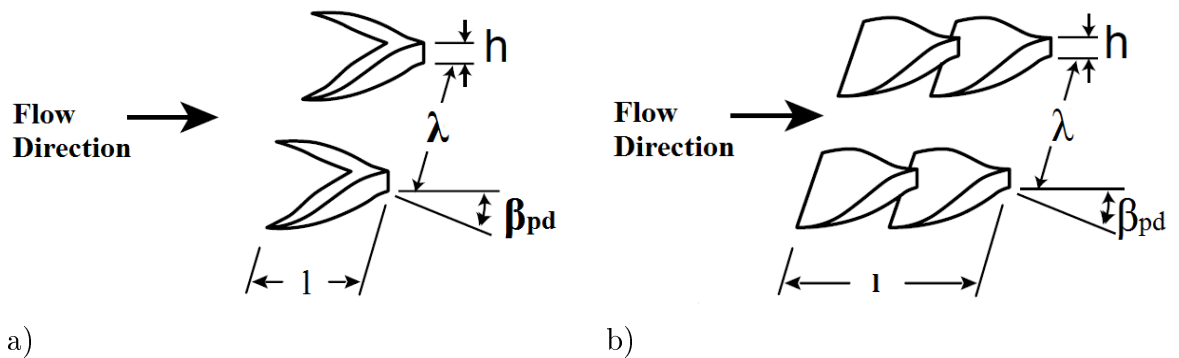 h
Flow
Direction
λ
βpd
l
a)
h
Flow
Direction
λ
βpd
l
b)